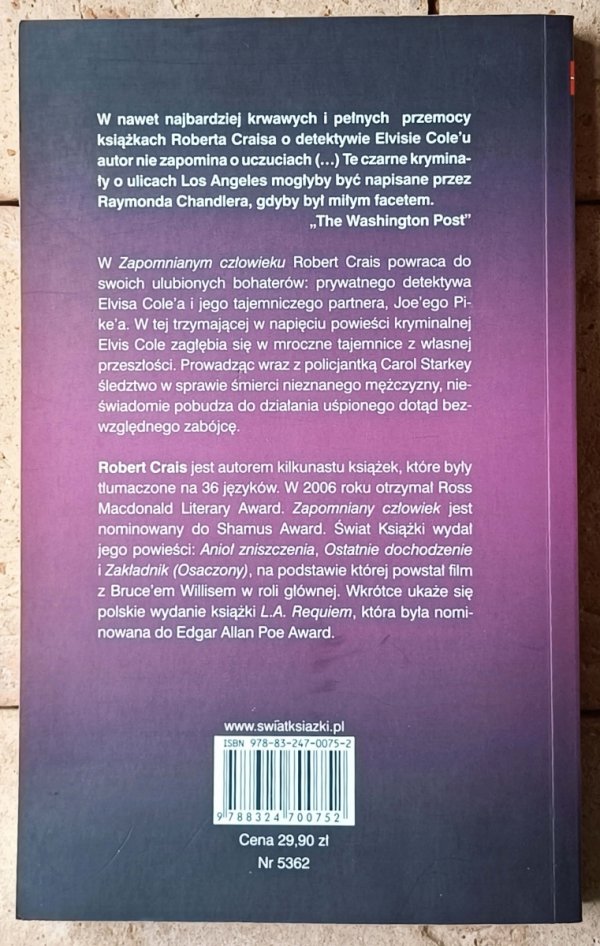 W nawet najbardziej krwawych i pełnych przemocy
książkach Roberta Craisa o detektywie Elvisie Cole'u
autor nie zapomina o uczuciach (...) Te czarne krymina-
ły o ulicach Los Angeles mogłyby być napisane przez
Raymonda Chandlera, gdyby był miłym facetem.
„The Washington Post”
W Zapomnianym człowieku Robert Crais powraca do
swoich ulubionych bohaterów: prywatnego detektywa
Elvisa Cole'a i jego tajemniczego partnera, Joe'ego Pi-
ke'a. W tej trzymającej w napięciu powieści kryminalnej
Elvis Cole zagłębia się w mroczne tajemnice z własnej
przeszłości. Prowadząc wraz z policjantką Carol Starkey
śledztwo w sprawie śmierci nieznanego mężczyzny, nie-
świadomie pobudza do działania uśpionego dotąd bez-
względnego zabójcę.
Robert Crais jest autorem kilkunastu książek, które były
tłumaczone na 36 języków. W 2006 roku otrzymał Ross
Macdonald Literary Award. Zapomniany człowiek jest
nominowany do Shamus Award. Świat Książki wydał
jego powieści: Anioł zniszczenia, Ostatnie dochodzenie
i Zakładnik (Osaczony), na podstawie której powstał film
z Bruce'em Willisem w roli głównej. Wkrótce ukaże się
polskie wydanie książki L.A. Requiem, która była nomi-
nowana do Edgar Allan Poe Award.
www.swiatksiazki.pl
ISBN 978-83-247-0075-2
9 788324 700752
Cena 29,90 zł
Nr 5362